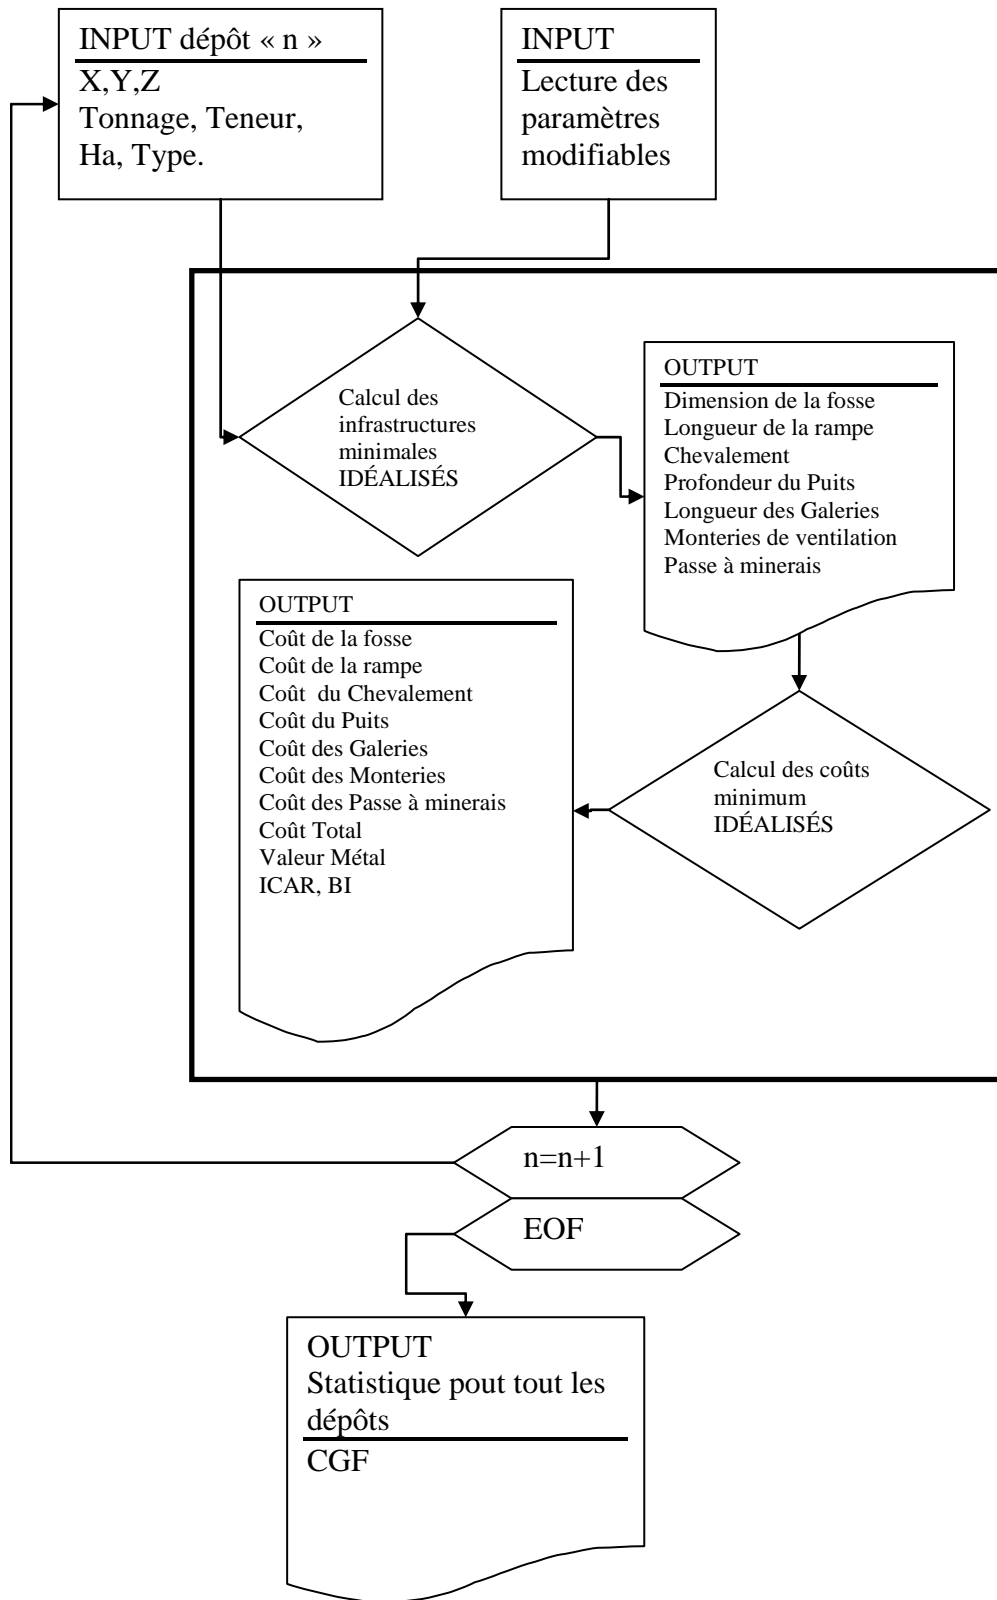 INPUT dépôt « n »
X,Y,Z
Tonnage, Teneur,
Ha, Type.
INPUT
Lecture des
paramètres
modifiables
Calcul des
infrastructures
minimales
IDÉALISÉS
OUTPUT
Dimension de la fosse
Longueur de la rampe
Chevalement
Profondeur du Puits
Longueur des Galeries
Monteries de ventilation
Passe à minerais
OUTPUT
Coût de la fosse
Coût de la rampe
Coût du Chevalement
Coût du Puits
Coût des Galeries
Coût des Monteries
Coût des Passe à minerais
Coût Total
Valeur Métal
ICAR, BI
Calcul des coûts
minimum
IDÉALISÉS
n=n+1
EOF
OUTPUT
Statistique pout tout les
dépôts
CGF